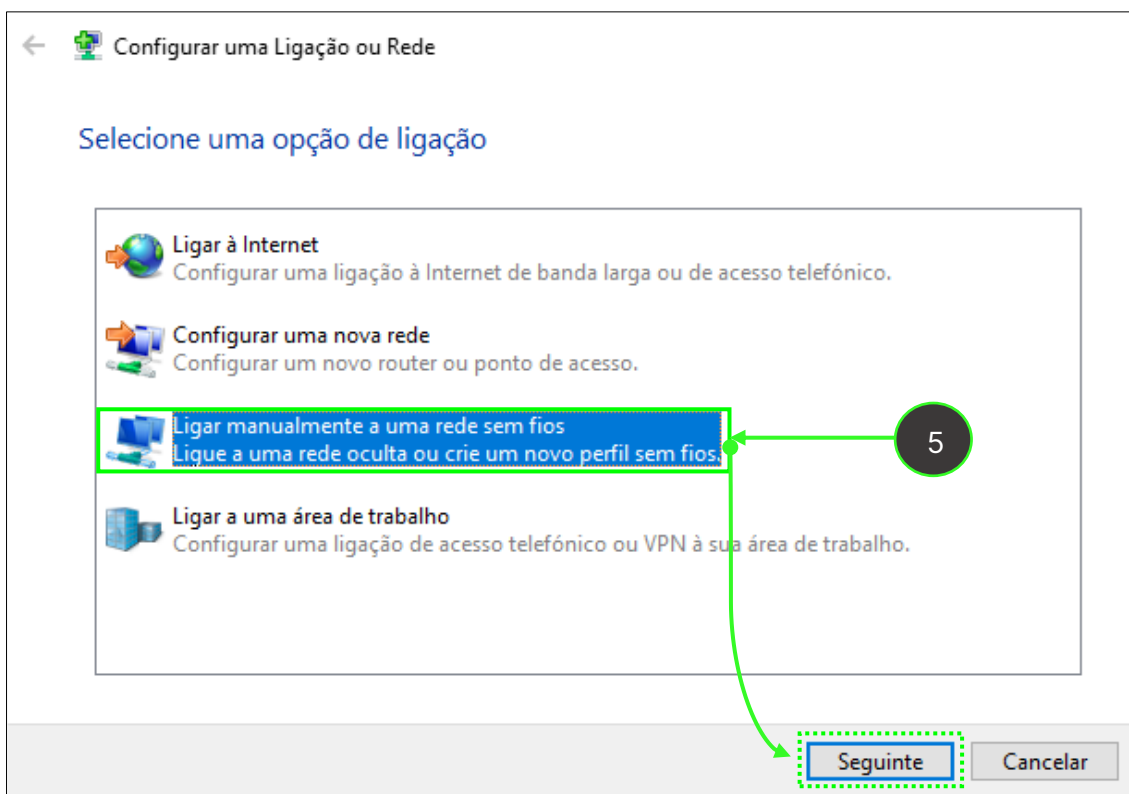 Configurar uma Ligação ou Rede
Selecione uma opção de ligação
Ligar à Internet
Configurar uma ligação à Internet de banda larga ou de acesso telefónico.
Configurar uma nova rede
Configurar um novo router ou ponto de acesso.
Ligar manualmente a uma rede sem fios
Ligue a uma rede oculta ou crie um novo perfil sem fios.
5
Ligar a uma área de trabalho
Configurar uma ligação de acesso telefónico ou VPN à sua área de trabalho.
Seguinte
Cancelar